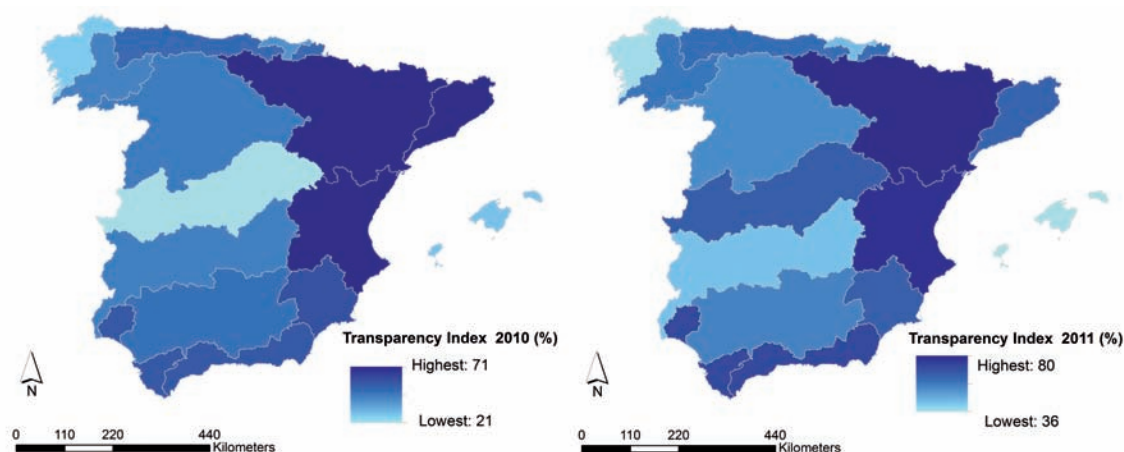 Transparency Index 2010 (%)
Highest: 71
Lowest: 21
N
0 110 220 440
Kilometers
Transparency Index 2011 (%)
Highest: 80
Lowest: 36
N
0 110 220 440
Kilometers